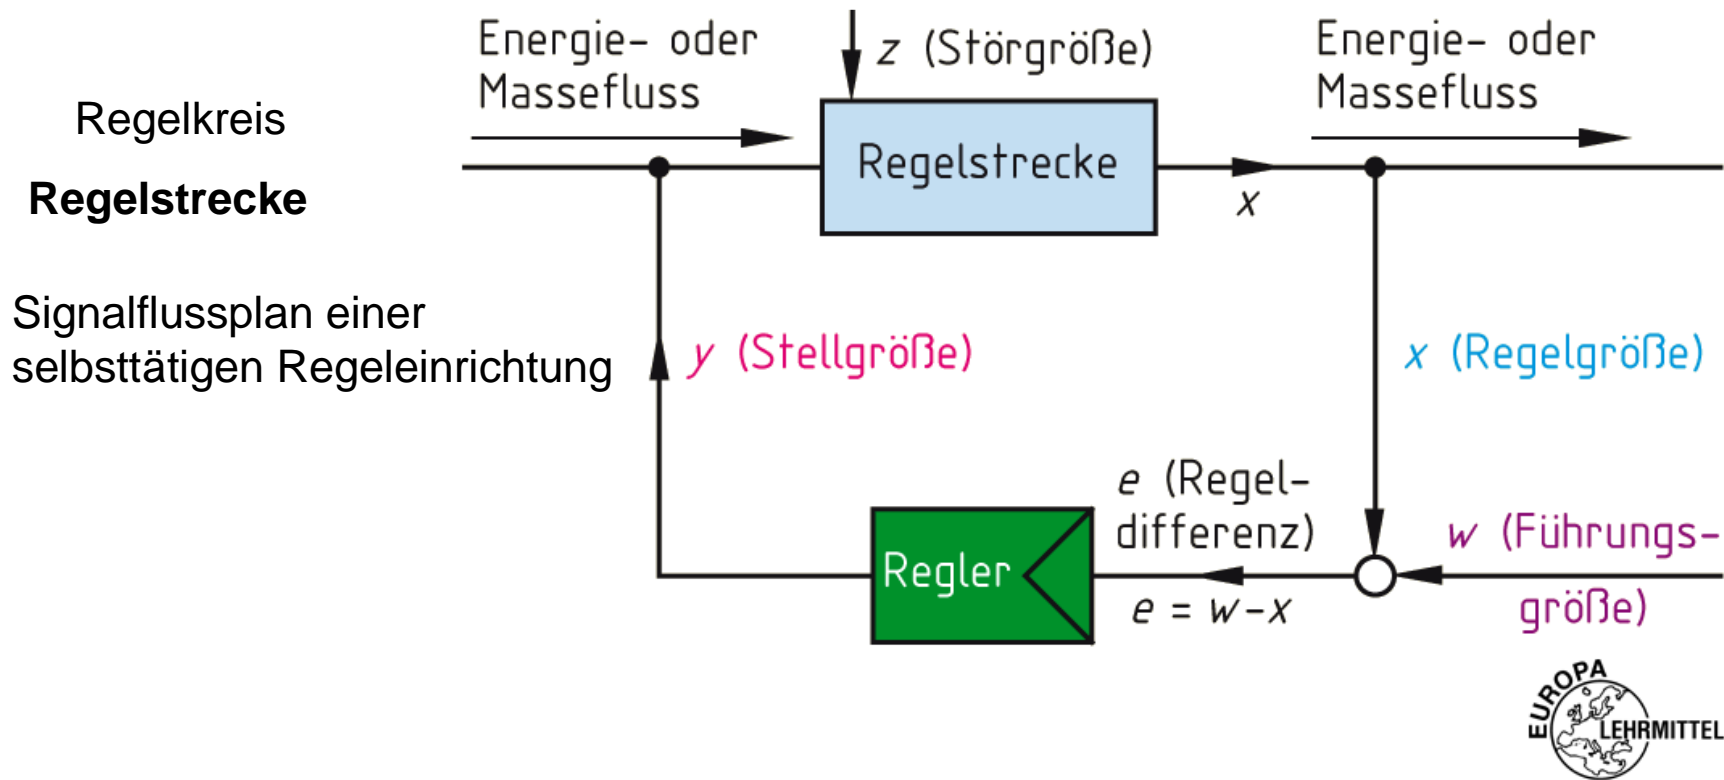 Regelkreis
Regelstrecke
Signalflussplan einer
selbsttätigen Regeleinrichtung
Energie- oder
Massefluss
z (Störgröße)
Energie- oder
Massefluss
Regelstrecke
x
y (Stellgröße)
x (Regelgröße)
e (Regel-
differenz)
e = w-x
Regler
w (Führungs-
größe)
EUROPA
LEHRMITTEL